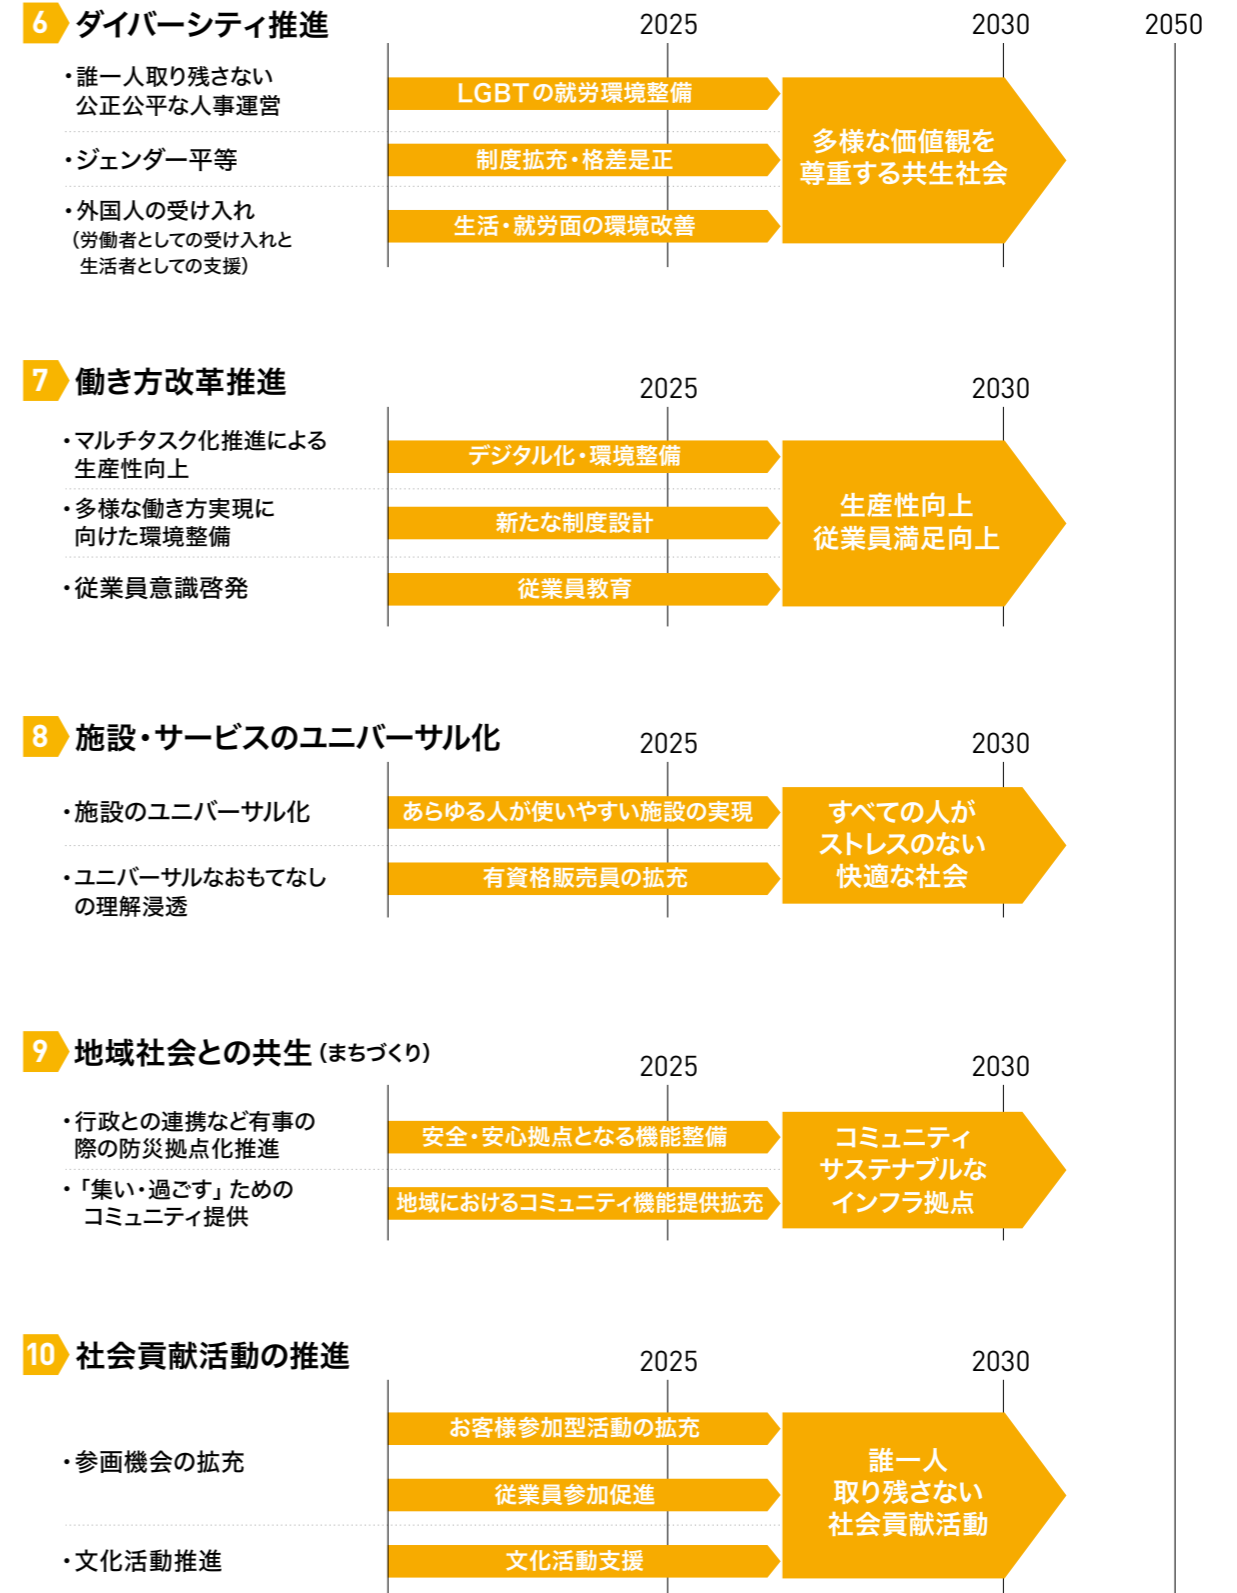 6 ダイバーシティ推進
2025
2030
2050
・誰一人取り残さない
公正公平な人事運営
LGBTの就労環境整備
・ジェンダー平等
制度拡充・格差是正
・外国人の受け入れ
（労働者としての受け入れと
生活者としての支援）
生活・就労面の環境改善
多様な価値観を
尊重する共生社会
7 働き方改革推進
2025
2030
・マルチタスク化推進による
生産性向上
デジタル化・環境整備
・多様な働き方実現に
向けた環境整備
新たな制度設計
・従業員意識啓発
従業員教育
生産性向上
従業員満足向上
8 施設・サービスのユニバーサル化
2025
2030
・施設のユニバーサル化
あらゆる人が使いやすい施設の実現
・ユニバーサルなおもてなし
の理解浸透
有資格販売員の拡充
すべての人が
ストレスのない
快適な社会
9 地域社会との共生（まちづくり）
2025
2030
・行政との連携など有事の
際の防災拠点化推進
安全・安心拠点となる機能整備
・「集い・過ごす」ための
コミュニティ提供
地域におけるコミュニティ機能提供拡充
コミュニティ
サステナブルな
インフラ拠点
10 社会貢献活動の推進
2025
2030
・参画機会の拡充
お客様参加型活動の拡充
従業員参加促進
・文化活動推進
文化活動支援
誰一人
取り残さない
社会貢献活動